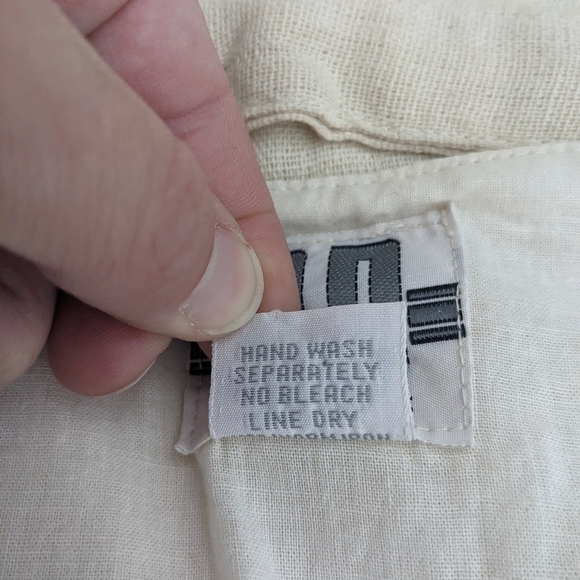 HAND WASH
SEPARATELY
NO BLEACH
LINE DRY